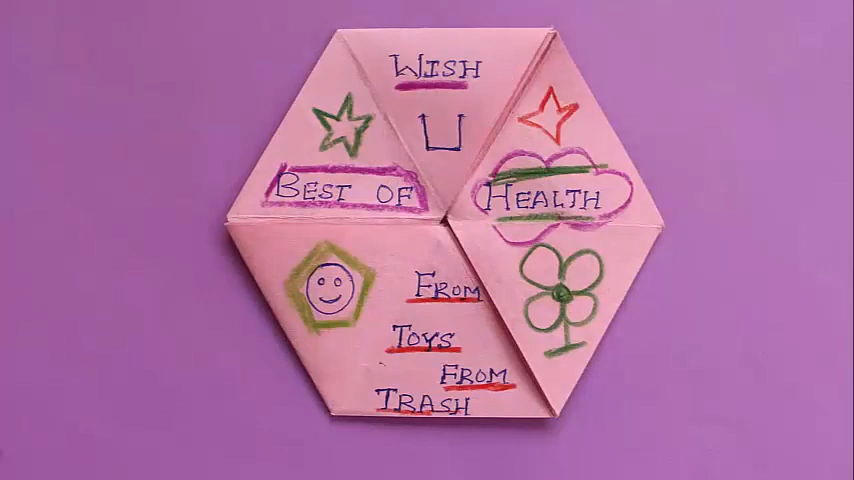 WISH
U
BEST OF
HEALTH
FROM
TOYS
FROM
TRASH